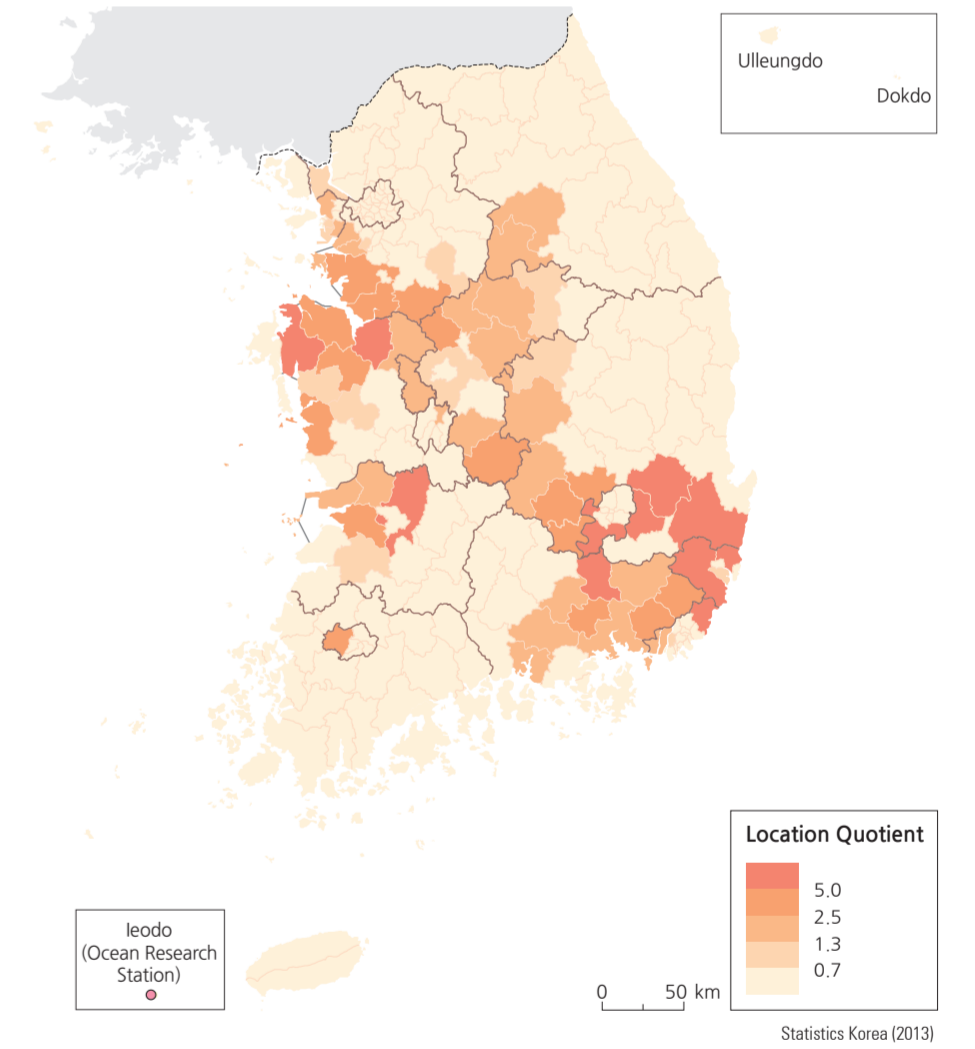 Ulleungdo
Dokdo
Location Quotient
5.0
2.5
1.3
0.7
Ieodo
(Ocean Research
Station)
0 50 km
Statistics Korea (2013)